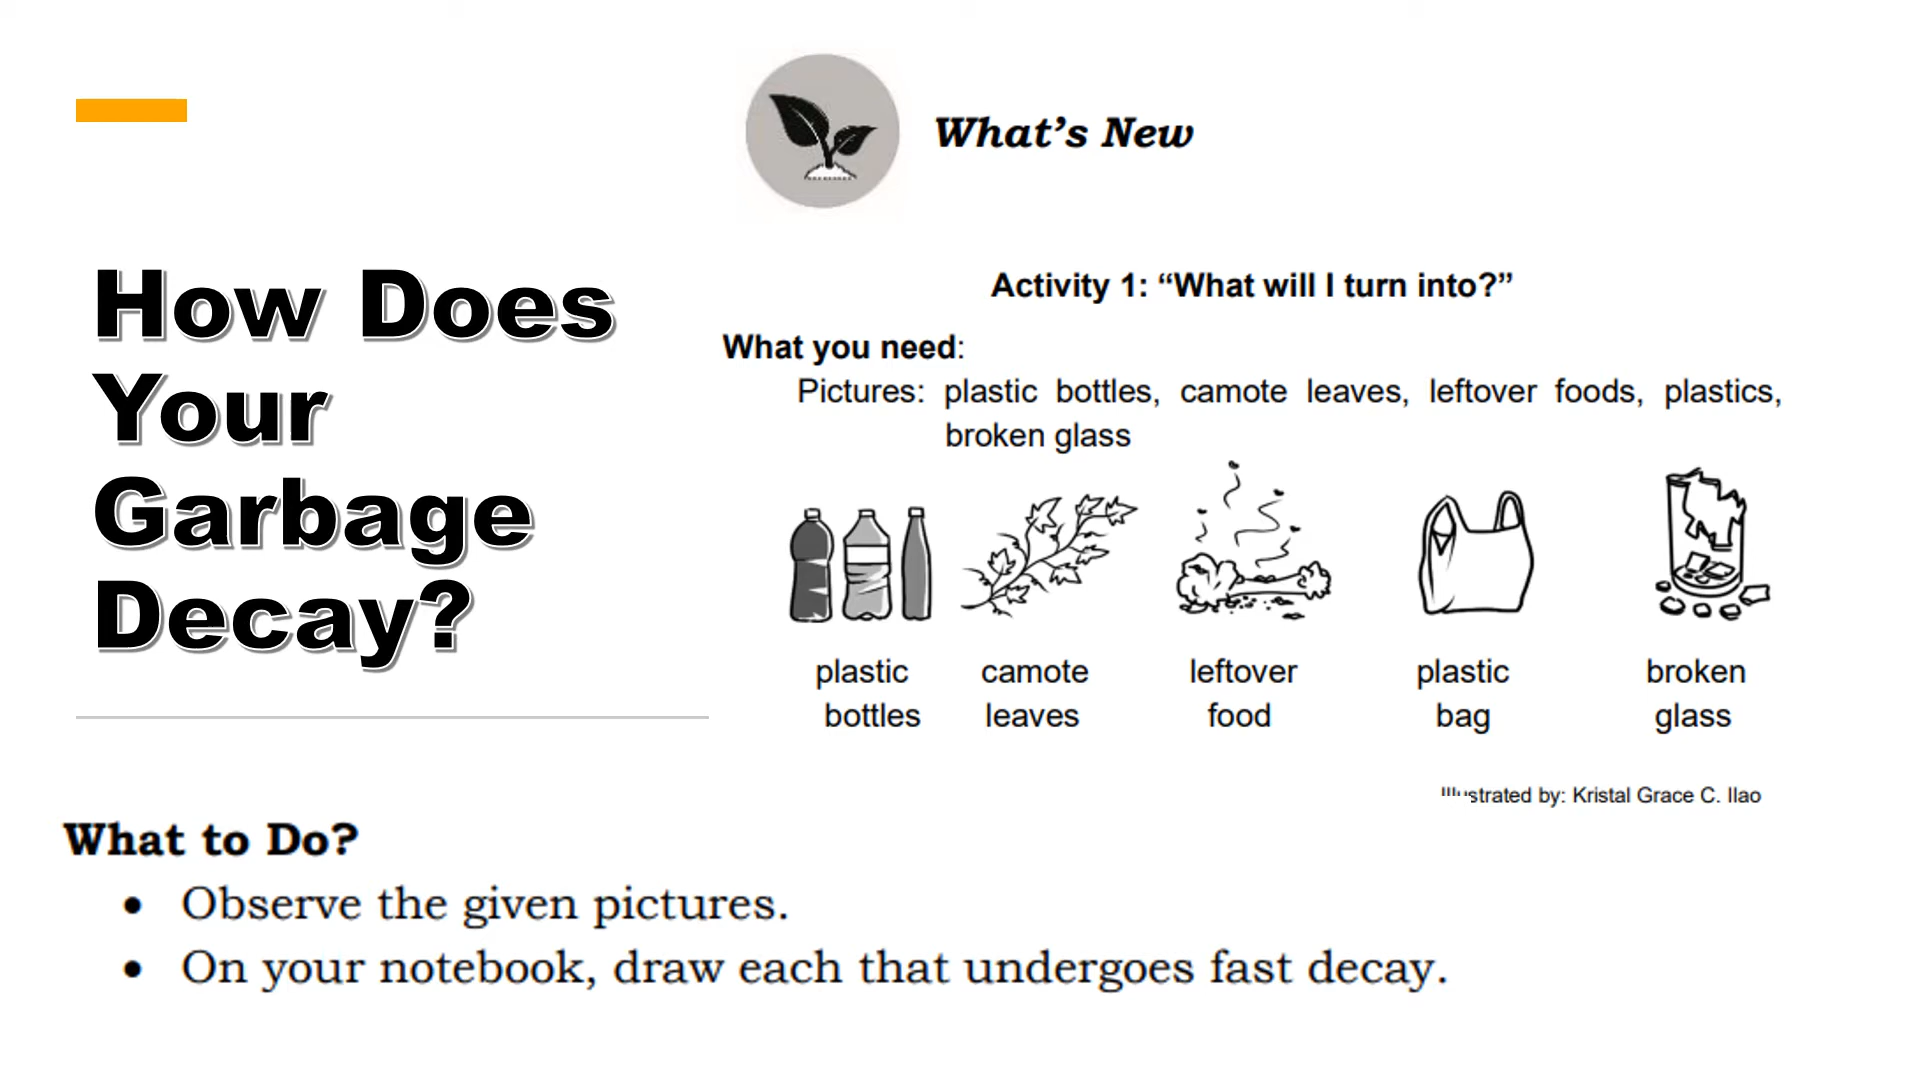 What's New
How Does
Your
Garbage
Decay?
Activity 1: “What will I turn into?”
What you need:
Pictures: plastic bottles, camote leaves, leftover foods, plastics,
broken glass
plastic bottles
camote leaves
leftover food
plastic bag
broken glass
Illustrated by: Kristal Grace C. Ilao
What to Do?
• Observe the given pictures.
• On your notebook, draw each that undergoes fast decay.